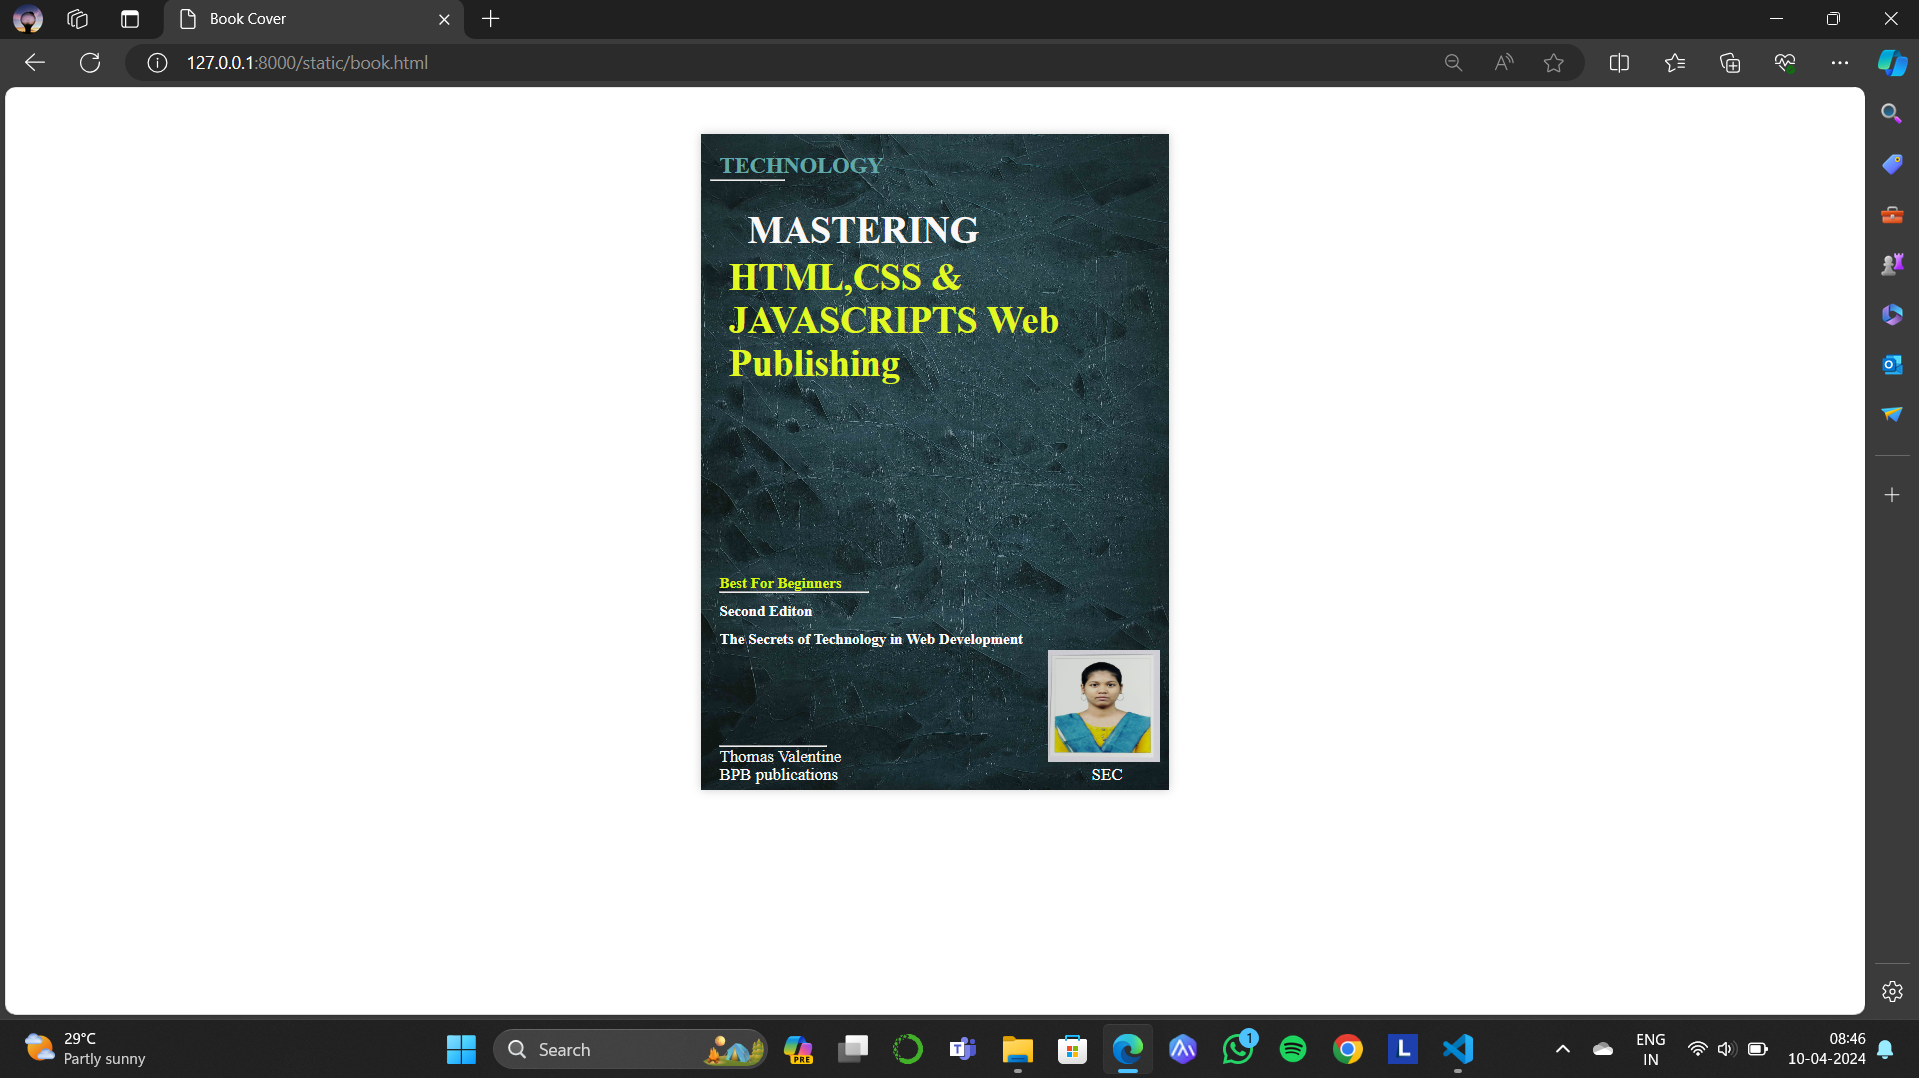 Book Cover
127.0.0.1:8000/static/book.html
TECHNOLOGY
MASTERING
HTML,CSS &
JAVASCRIPTS Web
Publishing
Best For Beginners
Second Editon
The Secrets of Technology in Web Development
Thomas Valentine
BPB publications
SEC
29°C
Partly sunny
Search
PRE
1
L
ENG
IN
08:46
10-04-2024